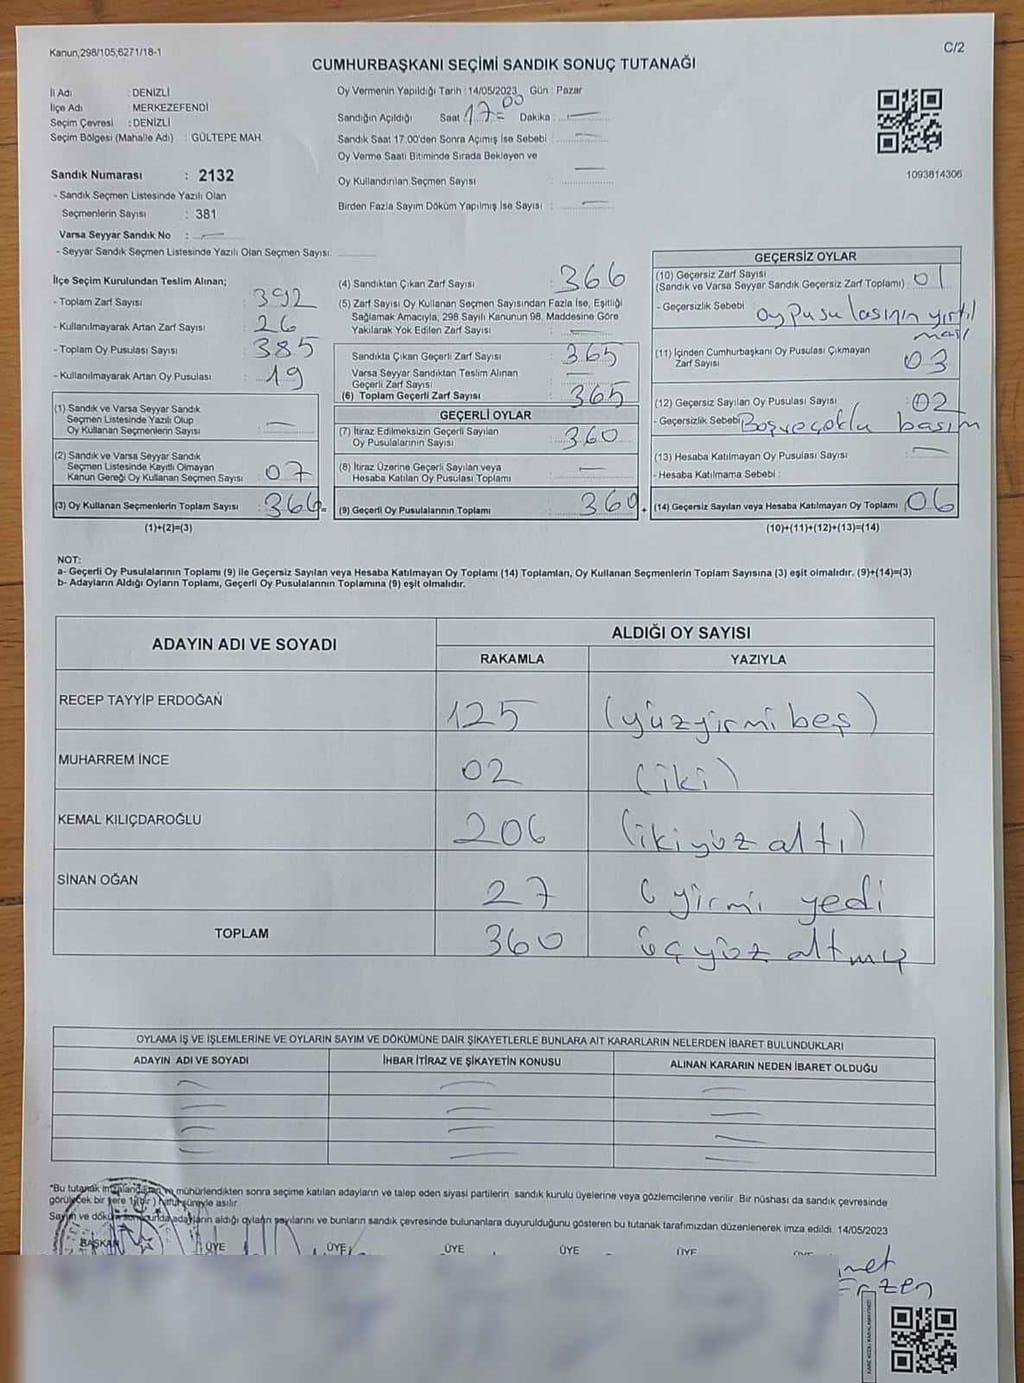 Kanun,298/105,6271/18-1
C/2
CUMHURBAŞKANI SEÇİMİ SANDIK SONUÇ TUTANAĞI
İl Adı : DENİZLİ
İlçe Adı : MERKEZEFENDİ
Seçim Çevresi : DENİZLİ
Seçim Bölgesi (Mahalle Adı) : GÜLTEPE MAH.
Sandık Numarası : 2132
- Sandık Seçmen Listesinde Yazılı Olan
Seçmenlerin Sayısı : 381
Varsa Seyyar Sandık No : —
- Seyyar Sandık Seçmen Listesinde Yazılı Olan Seçmen Sayısı:
Oy Vermenin Yapıldığı Tarih : 14/05/2023 Gün : Pazar
Sandığın Açıldığı Saat 17:00 Dakika : —
Sandık Saat 17.00'den Sonra Açımış İse Sebebi : —
Oy Verme Saati Bitiminde Sırada Bekleyen ve
Oy Kullandırılan Seçmen Sayısı : —
Birden Fazla Sayım Döküm Yapılmış İse Sayısı : —
1093814306
İlçe Seçim Kurulundan Teslim Alınan;
- Toplam Zarf Sayısı : 392
- Kullanılmayarak Artan Zarf Sayısı : 26
- Toplam Oy Pusulası Sayısı : 385
- Kullanılmayarak Artan Oy Pusulası : 19
(1) Sandık ve Varsa Seyyar Sandık
Seçmen Listesinde Yazılı Olup
Oy Kullanan Seçmenlerin Sayısı : —
(2) Sandık ve Varsa Seyyar Sandık
Seçmen Listesinde Kayıtlı Olmayan
Kanun Gereği Oy Kullanan Seçmen Sayısı : 07
(3) Oy Kullanan Seçmenlerin Toplam Sayısı : 366
(1)+(2)=(3)
(4) Sandıktan Çıkan Zarf Sayısı : 366
(5) Zarf Sayısı Oy Kullanan Seçmen Sayısından Fazla İse, Eşitliği
Sağlamak Amacıyla, 298 Sayılı Kanunun 98. Maddesine Göre
Yakılarak Yok Edilen Zarf Sayısı : —
Sandıkta Çıkan Geçerli Zarf Sayısı : 365
Varsa Seyyar Sandıktan Teslim Alınan
Geçerli Zarf Sayısı : —
(6) Toplam Geçerli Zarf Sayısı : 365
GEÇERLİ OYLAR
(7) İtiraz Edilmeksizin Geçerli Sayılan
Oy Pusulalarının Sayısı : 360
(8) İtiraz Üzerine Geçerli Sayılan veya
Hesaba Katılan Oy Pusulası Toplamı : —
(9) Geçerli Oy Pusulalarının Toplamı : 360
GEÇERSİZ OYLAR
(10) Geçersiz Zarf Sayısı
(Sandık ve Varsa Seyyar Sandık Geçersiz Zarf Toplamı) : 01
- Geçersizlik Sebebi : oy pusulasının yırtıl
ması
(11) İçinden Cumhurbaşkanı Oy Pusulası Çıkmayan
Zarf Sayısı 03
(12) Geçersiz Sayılan Oy Pusulası Sayısı : 02
- Geçersizlik Sebebi Boş ve çoklu basım
(13) Hesaba Katılmayan Oy Pusulası Sayısı : —
- Hesaba Katılmama Sebebi :
(14) Geçersiz Sayılan veya Hesaba Katılmayan Oy Toplamı : 06
(10)+(11)+(12)+(13)=(14)
NOT:
a- Geçerli Oy Pusulalarının Toplamı (9) ile Geçersiz Sayılan veya Hesaba Katılmayan Oy Toplamı (14) Toplamları, Oy Kullanan Seçmenlerin Toplam Sayısına (3) eşit olmalıdır. (9)+(14)=(3)
b- Adayların Aldığı Oyların Toplamı, Geçerli Oy Pusulalarının Toplamına (9) eşit olmalıdır.
ADAYIN ADI VE SOYADI
ALDIĞI OY SAYISI
RAKAMLA YAZIYLA
RECEP TAYYİP ERDOĞAN 125 (yüzyirmi beş)
MUHARREM İNCE 02 (iki)
KEMAL KILIÇDAROĞLU 206 (ikiyüz altı)
SİNAN OĞAN 27 ( yirmi yedi
TOPLAM 360 üçyüz altmış
OYLAMA İŞ VE İŞLEMLERİNE VE OYLARIN SAYIM VE DÖKÜMÜNE DAİR ŞİKAYETLERLE BUNLARA AİT KARARLARIN NELERDEN İBARET BULUNDUKLARI
ADAYIN ADI VE SOYADI İHBAR İTİRAZ VE ŞİKAYETİN KONUSU ALINAN KARARIN NEDEN İBARET OLDUĞU
*Bu tutanak imzalandıktan ve mühürlendikten sonra seçime katılan adayların ve talep eden siyasi partilerin sandık kurulu üyelerine veya gözlemcilerine verilir. Bir nüshası da sandık çevresinde
görülecek bir yere 1(bir) hafta süreyle asılır.
Sayım ve döküm sonucunda adayların aldığı oyların sayılarını ve bunların sandık çevresinde bulunanlara duyurulduğunu gösteren bu tutanak tarafımızdan düzenlenerek imza edildi. 14/05/2023
BAŞKAN ÜYE ÜYE ÜYE ÜYE ÜYE